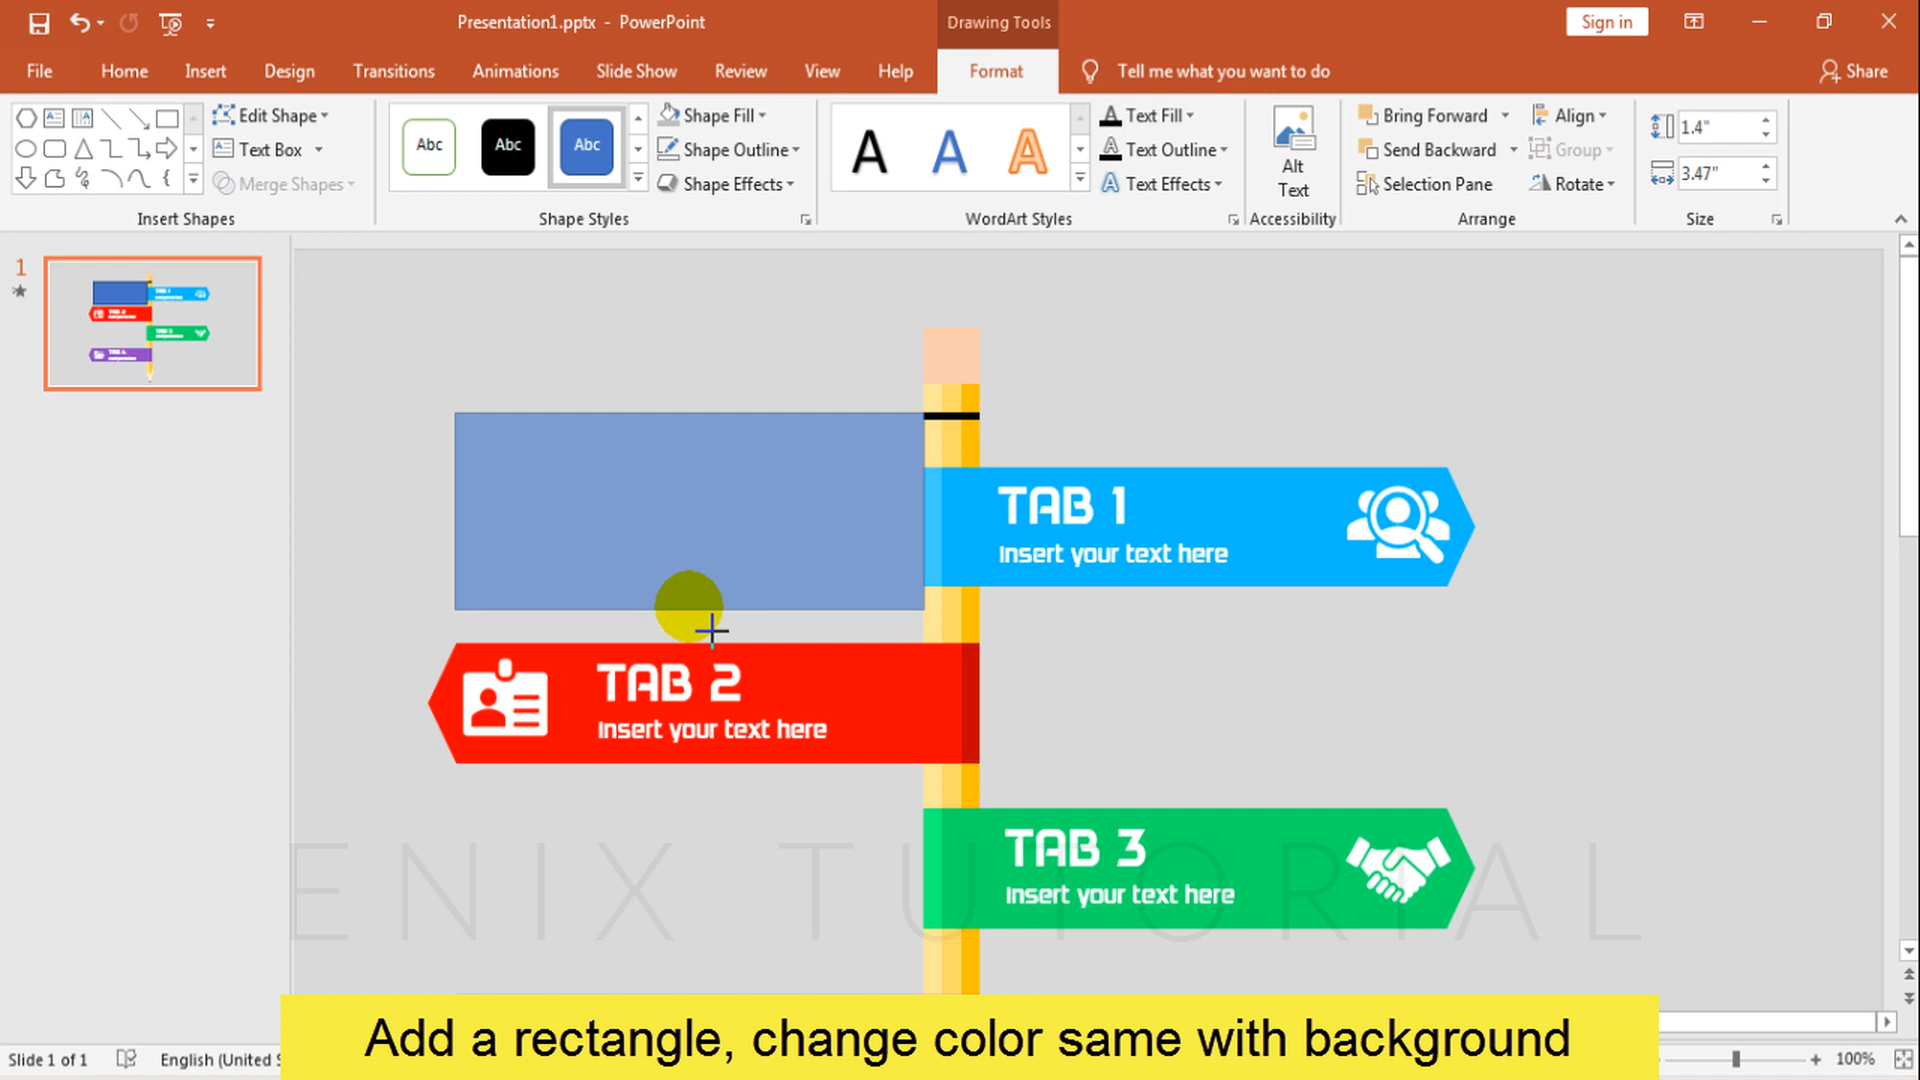 Presentation1.pptx - PowerPoint
Drawing Tools
Sign in
File
Home
Insert
Design
Transitions
Animations
Slide Show
Review
View
Help
Format
Tell me what you want to do
Share
Edit Shape
Text Box
Merge Shapes
Insert Shapes
Abc
Abc
Abc
Shape Fill
Shape Outline
Shape Effects
Shape Styles
A
A
A
Text Fill
Text Outline
Text Effects
WordArt Styles
Alt
Text
Accessibility
Bring Forward
Send Backward
Selection Pane
Align
Group
Rotate
Arrange
1.4"
3.47"
Size
1
TAB 1
Insert your text here
TAB 2
Insert your text here
TAB 3
Insert your text here
ENIX TUTORIAL
Add a rectangle, change color same with background
Slide 1 of 1
English (United S
100%